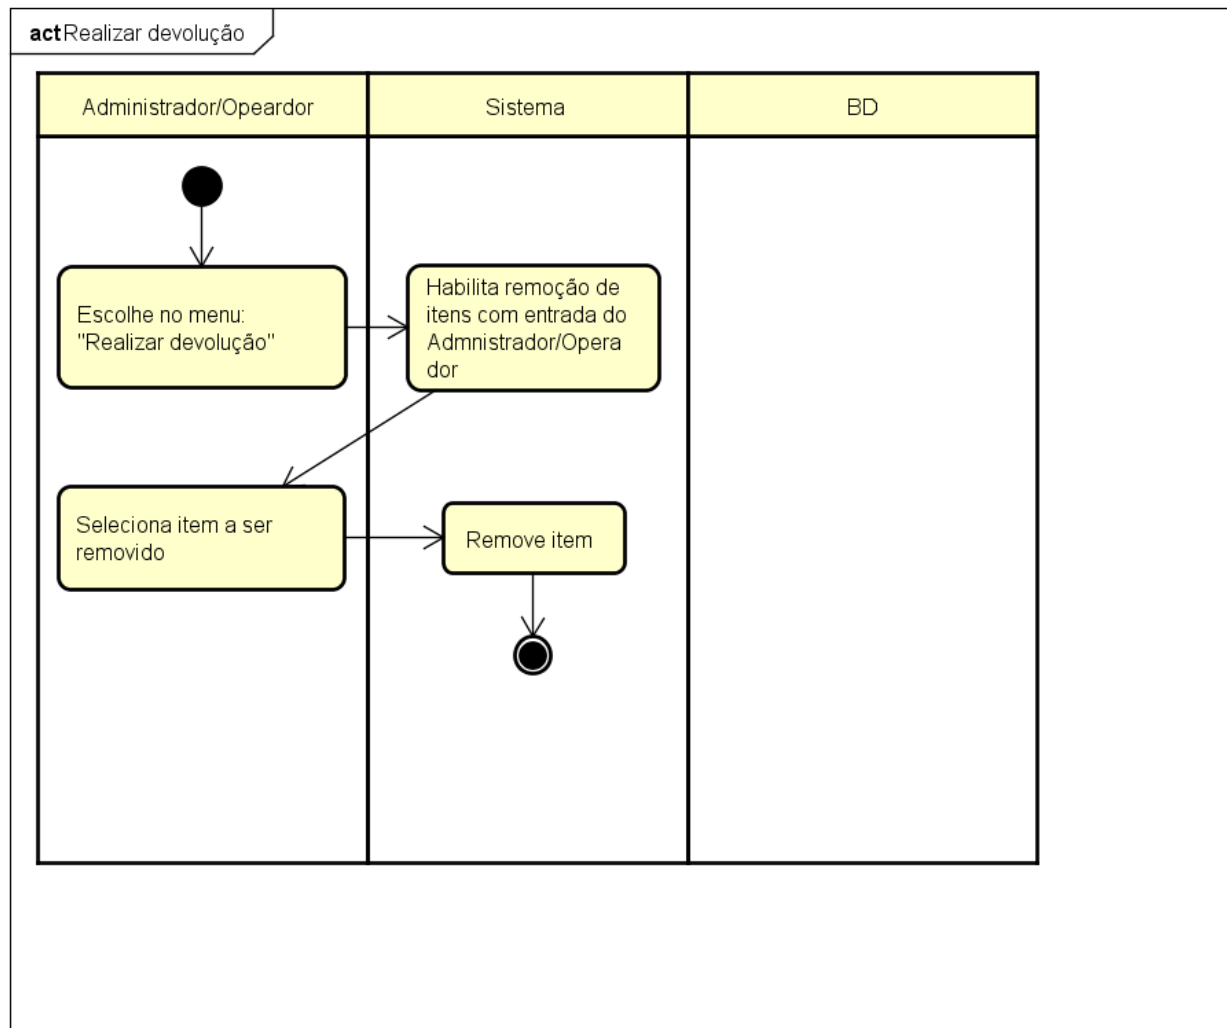 act Realizar devolução
Administrador/Opeardor
Sistema
BD
Escolhe no menu:
"Realizar devolução"
Habilita remoção de
itens com entrada do
Admnistrador/Opera
dor
Seleciona item a ser
removido
Remove item